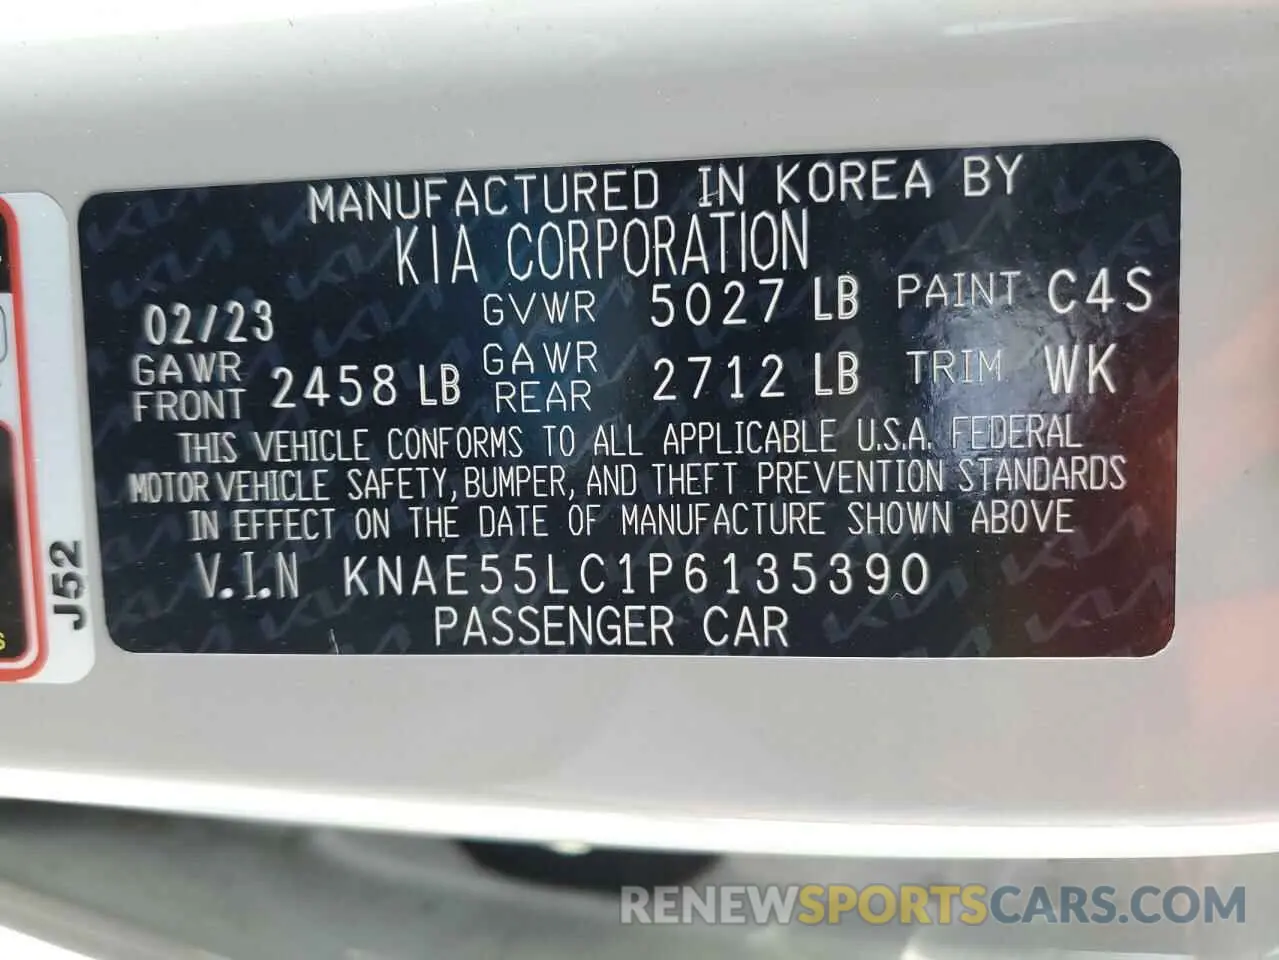 MANUFACTURED IN KOREA BY
KIA CORPORATION
02/23 GVWR 5027 LB PAINT C4S
GAWR FRONT 2458 LB GAWR REAR 2712 LB TRIM WK
THIS VEHICLE CONFORMS TO ALL APPLICABLE U.S.A. FEDERAL
MOTOR VEHICLE SAFETY, BUMPER, AND THEFT PREVENTION STANDARDS
IN EFFECT ON THE DATE OF MANUFACTURE SHOWN ABOVE
V.I.N KNAE55LC1P6135390
PASSENGER CAR
J52
RENEWSPORTSCARS.COM